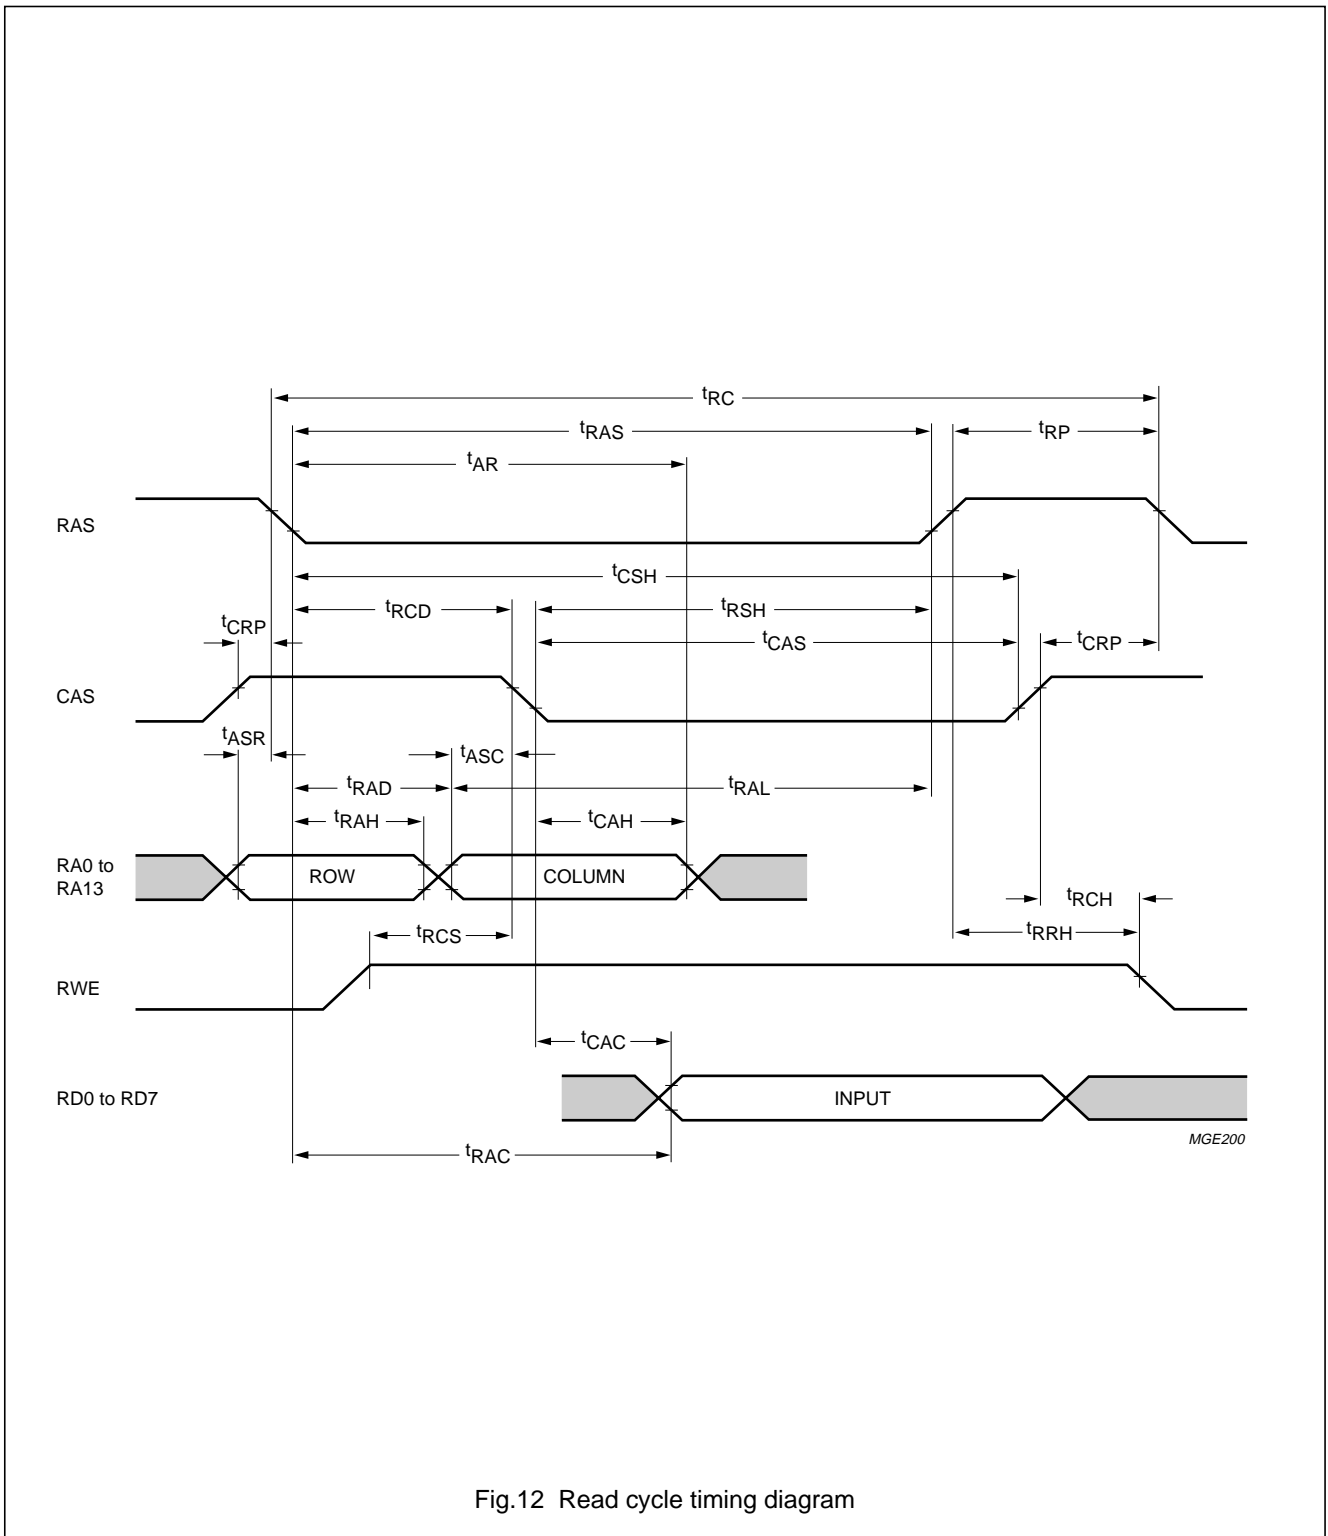 tRC
tRAS
tRP
tAR
RAS
tCSH
tRCD
tRSH
tCRP
tCAS
tCRP
CAS
tASR
tASC
tRAD
tRAL
tRAH
tCAH
RA0 to
RA13
ROW
COLUMN
tRCH
tRCS
tRRH
RWE
tCAC
RD0 to RD7
INPUT
MGE200
tRAC
Fig.12 Read cycle timing diagram